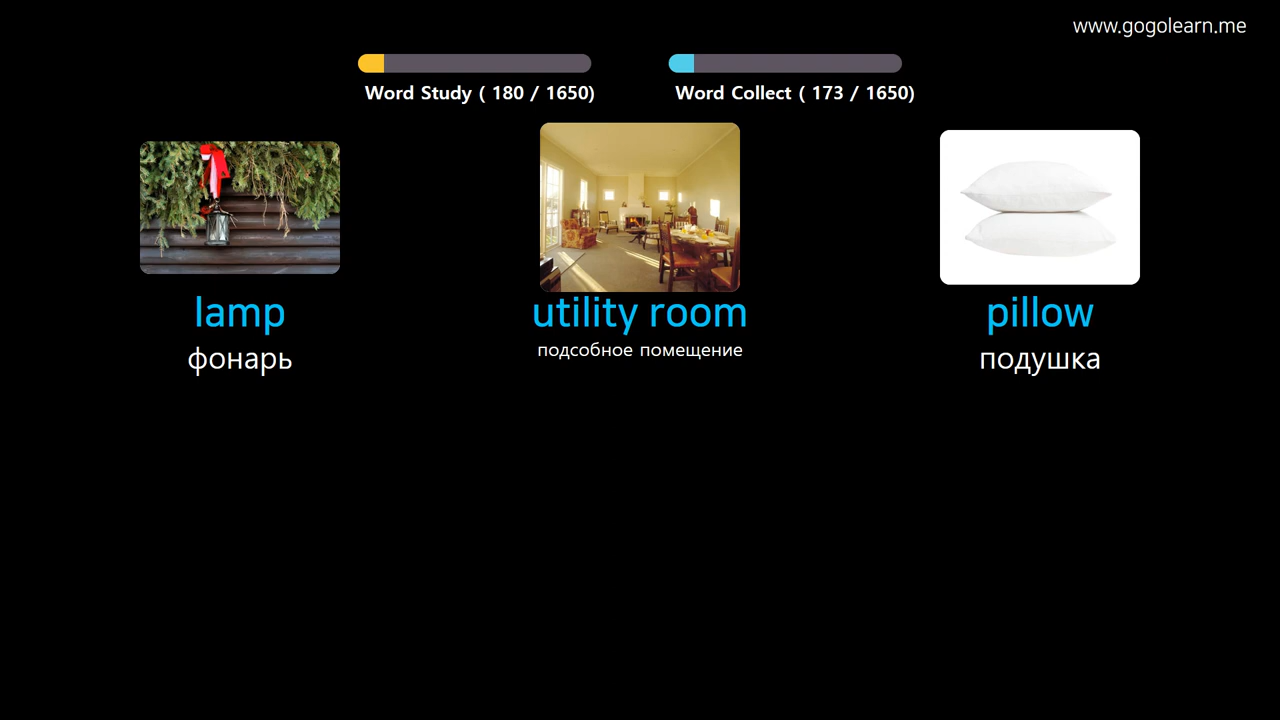 www.gogolearn.me
Word Study ( 180 / 1650)
Word Collect ( 173 / 1650)
lamp
фонарь
utility room
подсобное помещение
pillow
подушка